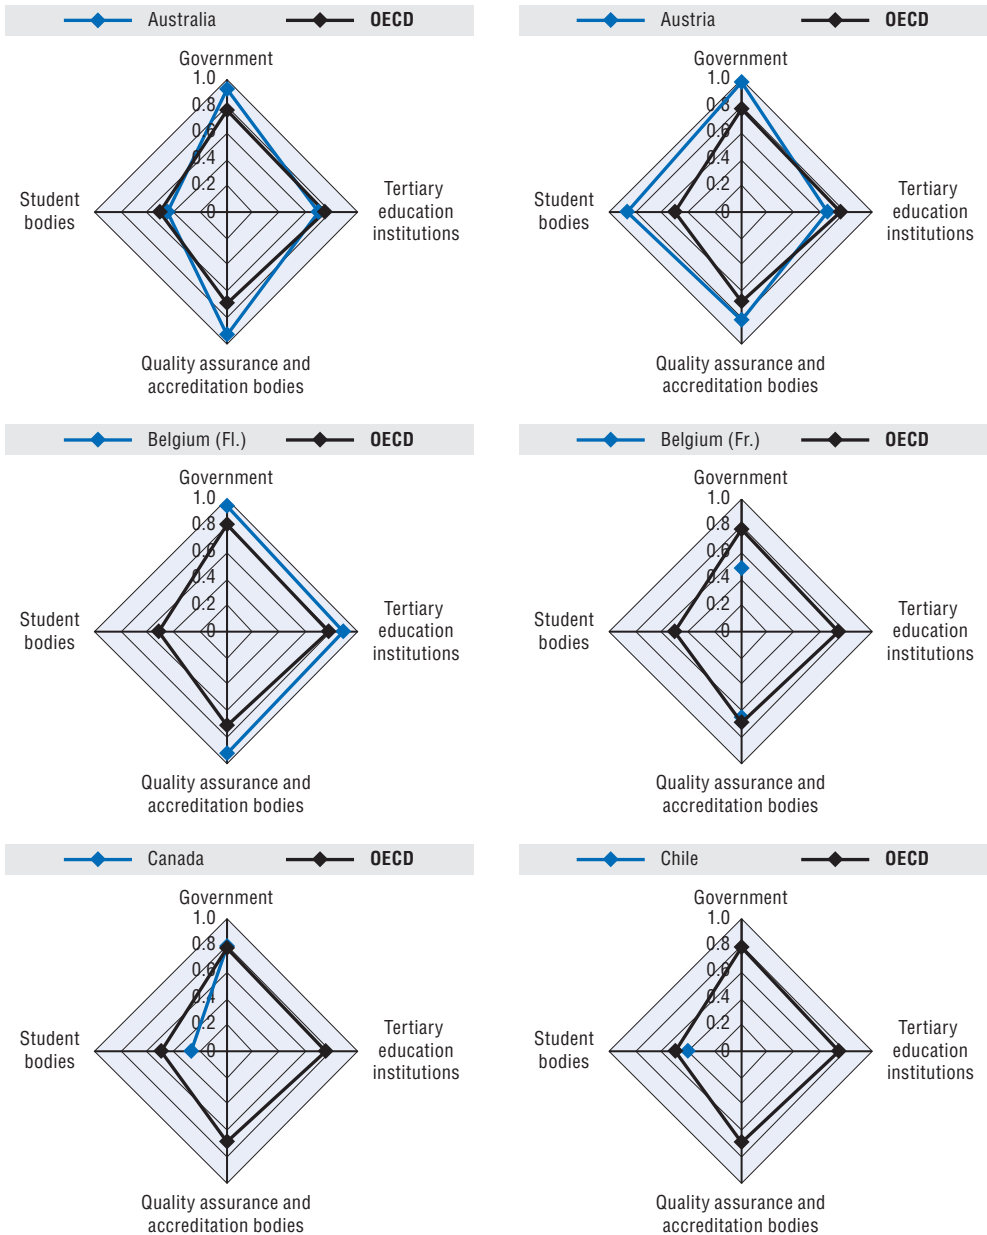 Australia OECD
Austria OECD
Government
1.0
0.8
0.6
0.4
0.2
0
Student
bodies
Tertiary
education
institutions
Quality assurance and
accreditation bodies
Government
1.0
0.8
0.6
0.4
0.2
0
Student
bodies
Tertiary
education
institutions
Quality assurance and
accreditation bodies
Belgium (Fl.) OECD
Belgium (Fr.) OECD
Government
1.0
0.8
0.6
0.4
0.2
0
Student
bodies
Tertiary
education
institutions
Quality assurance and
accreditation bodies
Government
1.0
0.8
0.6
0.4
0.2
0
Student
bodies
Tertiary
education
institutions
Quality assurance and
accreditation bodies
Canada OECD
Chile OECD
Government
1.0
0.8
0.6
0.4
0.2
0
Student
bodies
Tertiary
education
institutions
Quality assurance and
accreditation bodies
Government
1.0
0.8
0.6
0.4
0.2
0
Student
bodies
Tertiary
education
institutions
Quality assurance and
accreditation bodies